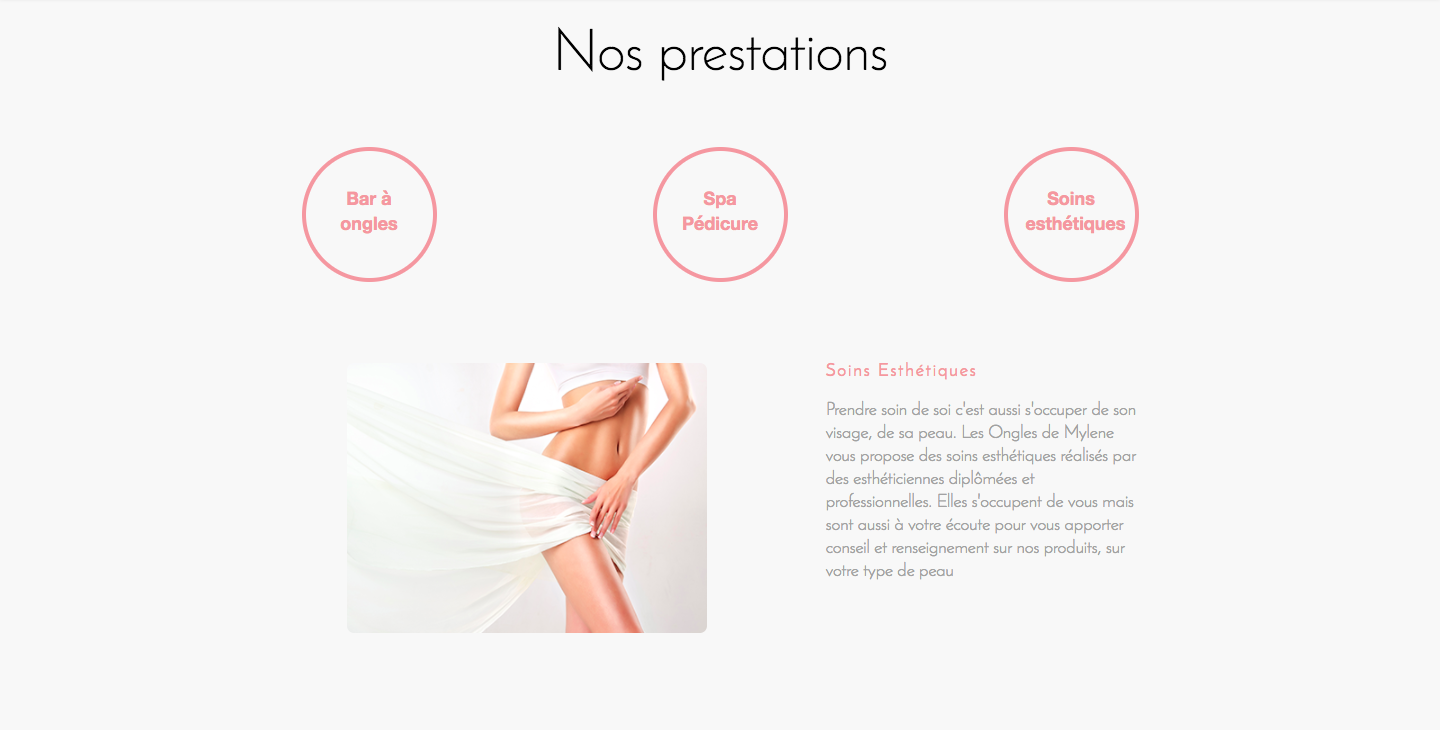 Nos prestations
Bar à
ongles
Spa
Pédicure
Soins
esthétiques
Soins Esthétiques
Prendre soin de soi c'est aussi s'occuper de son
visage, de sa peau. Les Ongles de Mylene
vous propose des soins esthétiques réalisés par
des esthéticiennes diplômées et
professionnelles. Elles s'occupent de vous mais
sont aussi à votre écoute pour vous apporter
conseil et renseignement sur nos produits, sur
votre type de peau